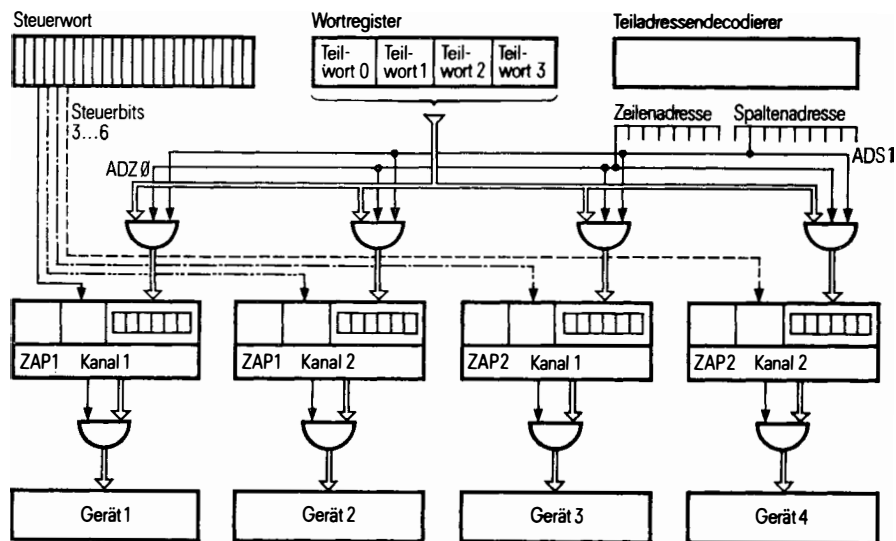 Steuerwort
Wortregister
Teiladressendecodierer
Teil-
wort 0
Teil-
wort 1
Teil-
wort 2
Teil-
wort 3
Steuerbits
3...6
Zeilenadresse
Spaltenadresse
ADZ Ø
ADS 1
ZAP1 Kanal 1
ZAP1 Kanal 2
ZAP2 Kanal 1
ZAP2 Kanal 2
Gerät 1
Gerät 2
Gerät 3
Gerät 4